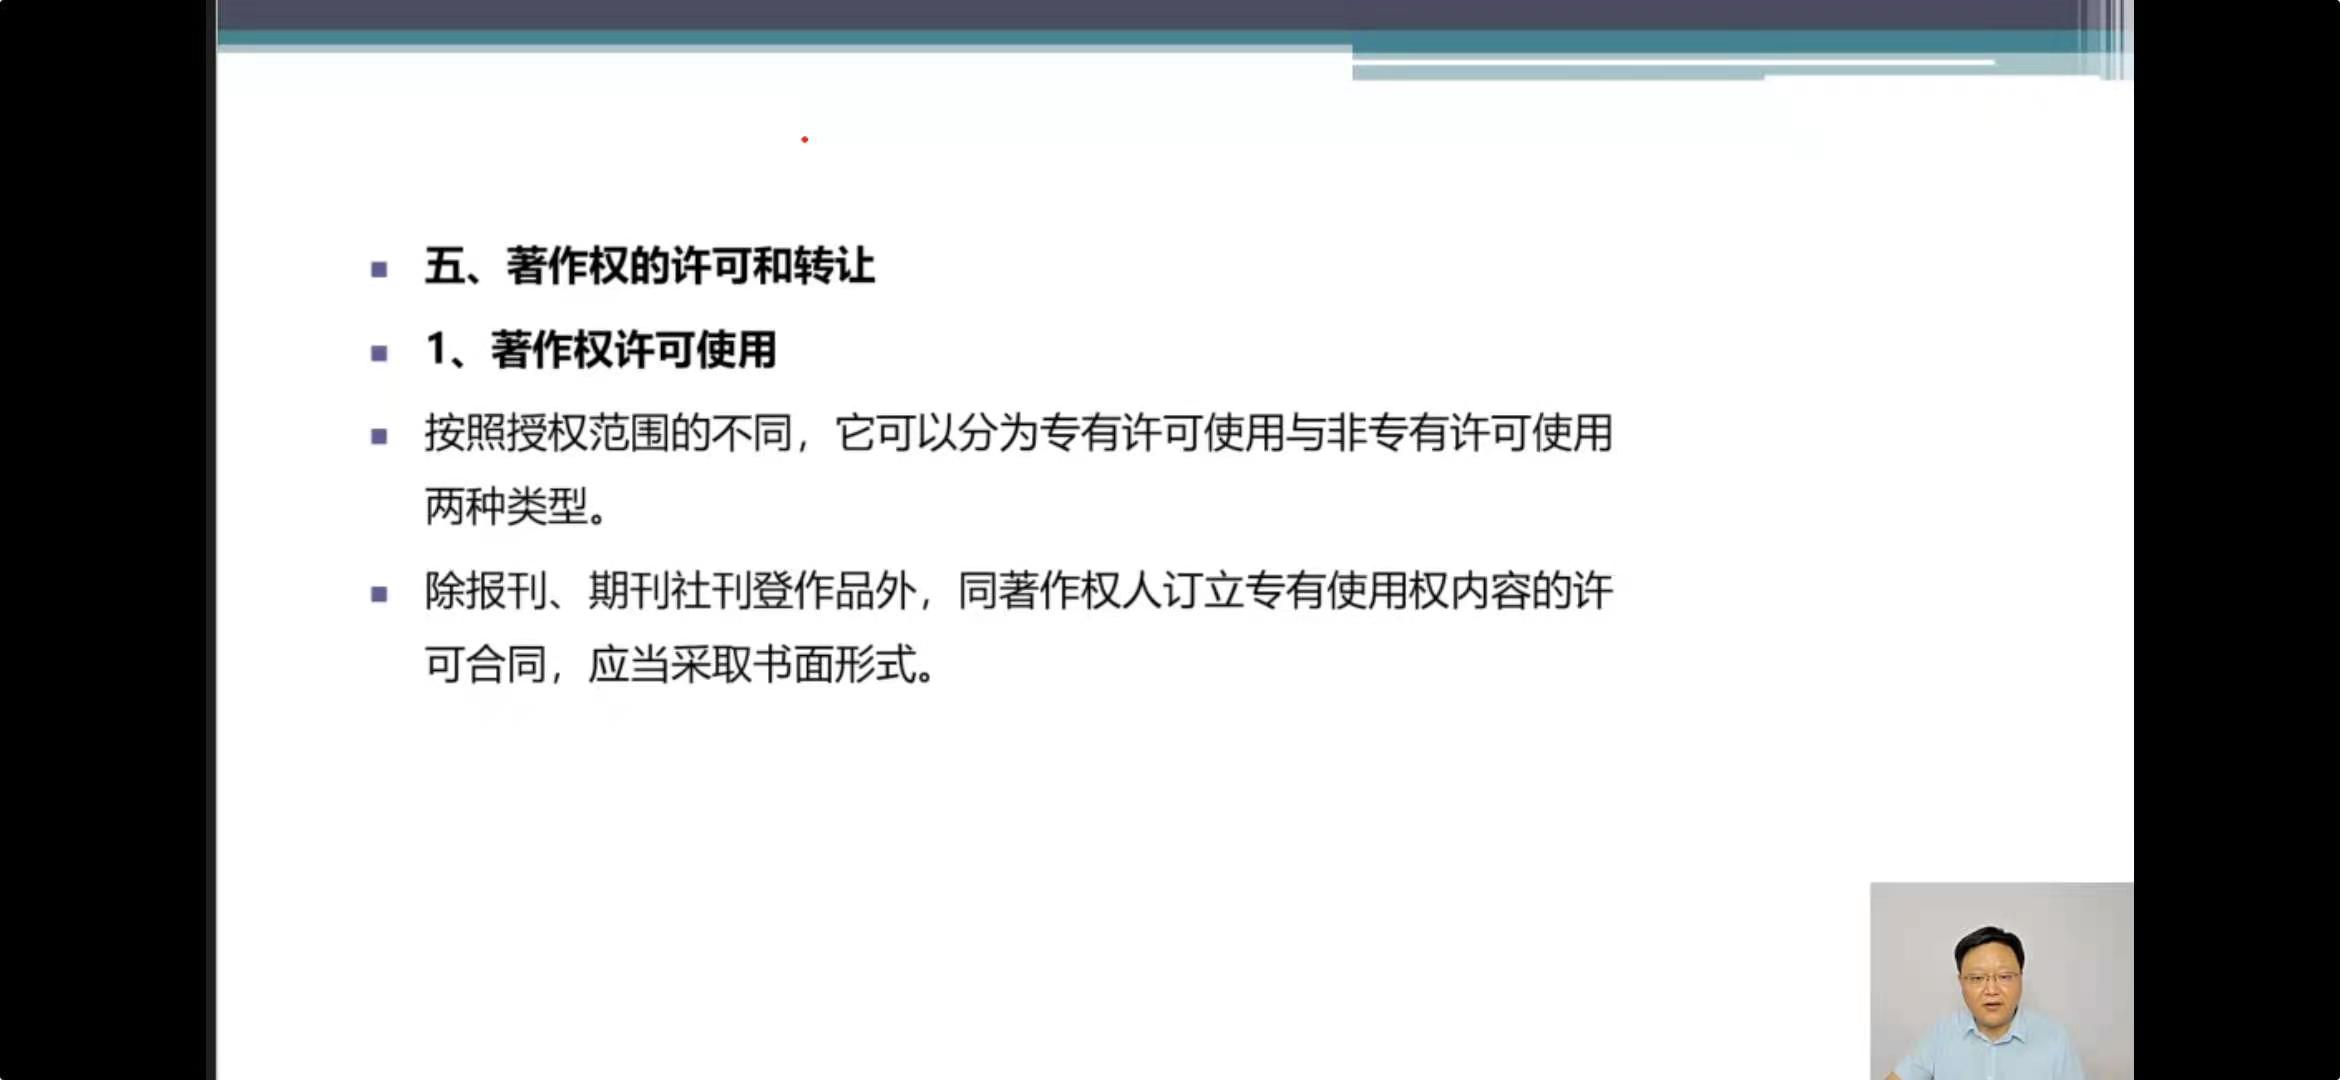 五、著作权的许可和转让
1、著作权许可使用
按照授权范围的不同，它可以分为专有许可使用与非专有许可使用
两种类型。
除报刊、期刊社刊登作品外，同著作权人订立专有使用权内容的许
可合同，应当采取书面形式。